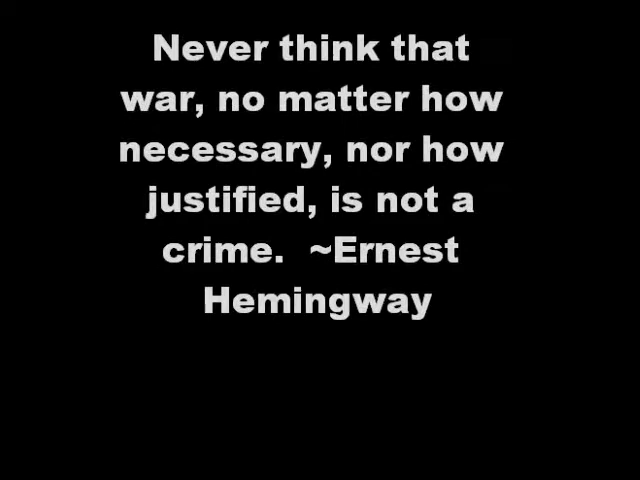 Never think that
war, no matter how
necessary, nor how
justified, is not a
crime.  ~Ernest
Hemingway